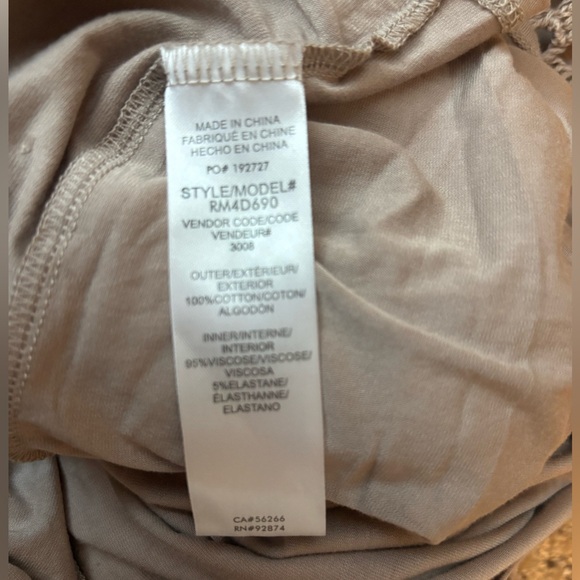 MADE IN CHINA
FABRIQUÉ EN CHINE
HECHO EN CHINA
PO# 192727
STYLE/MODEL#
RM4D690
VENDOR CODE/CODE
VENDEUR#
3008
OUTER/EXTÉRIEUR/
EXTERIOR
100%COTTON/COTON/
ALGODÓN
INNER/INTERNE/
INTERIOR
95%VISCOSE/VISCOSE/
VISCOSA
5%ELASTANE/
ÉLASTHANNE/
ELASTANO
CA#56266
RN#92874